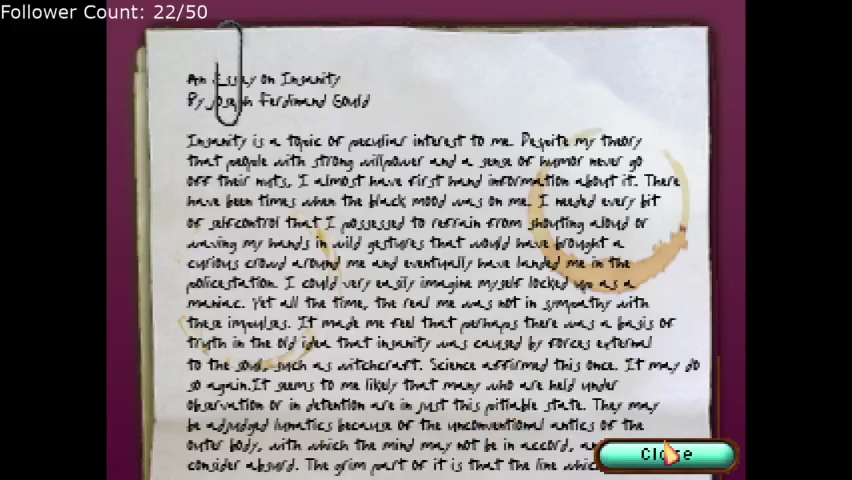 Follower Count: 22/50
An Essay on Insanity
By Joseph Ferdinand Gould
Insanity is a topic of peculiar interest to me. Despite my theory
that people with strong willpower and a sense of humor never go
off their nuts, I almost have first hand information about it. There
have been times when the black mood was on me. I needed every bit
of selfcontrol that I possessed to refrain from shouting aloud or
waving my hands in wild gestures that would have brought a
curious crowd around me and eventually have landed me in the
policestation. I could very easily imagine myself locked up as a
maniac. Yet all the time, the real me was not in sympathy with
these impulses. It made me feel that perhaps there was a basis of
truth in the old idea that insanity was caused by forces external
to the soul, such as witchcraft. Science affirmed this once. It may do
so again.It seems to me likely that many who are held under
observation or in detention are in just this pitiable state. They may
be adjudged lunatics because of the unconventional antics of the
outer body, with which the mind may not be in accord, an
consider absurd. The grim part of it is that the line whic
Close